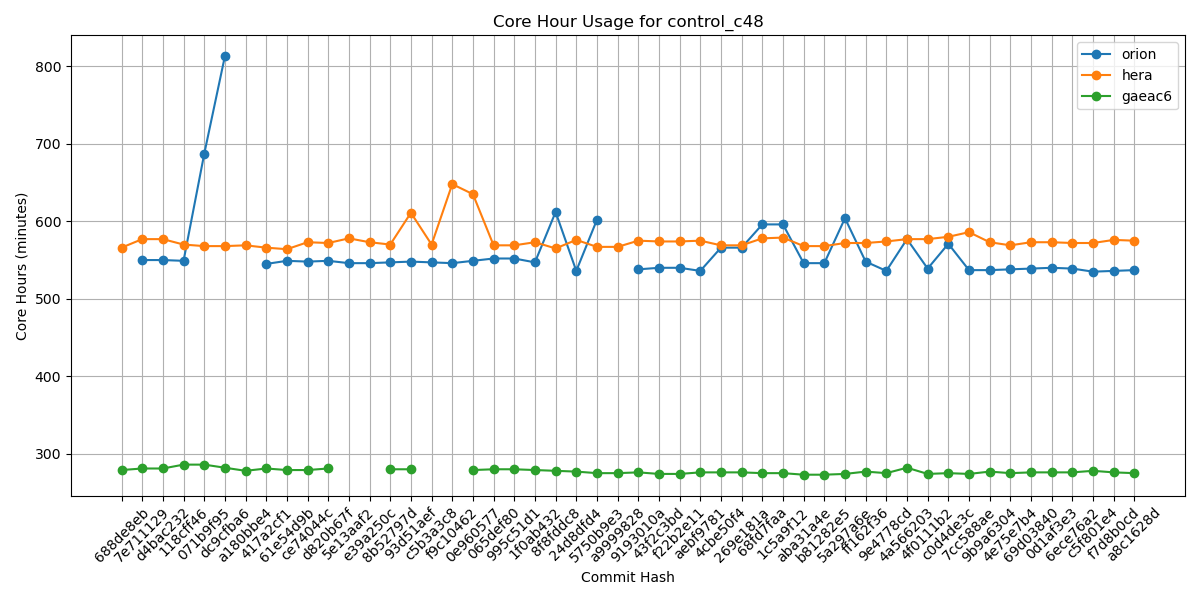 Core Hour Usage for control_c48
orion
hera
gaeac6
Core Hours (minutes)
800
700
600
500
400
300
688de8eb
7e711129
d4bac232
118cff46
071b9f95
dc9cfba6
a180bbe4
417a2cf1
61e54d9b
ce74044c
d820b67f
5e13aaf2
e39a250c
8b52797d
93d51aef
c5b3a3c8
f9c10462
0e960577
065def80
995c51d1
1f0ab432
8f8fdfdc8
24d8dfd4
5750b9e3
a9999828
9193010a
43f253bd
f22b2e11
aebf9781
4cbe50f4
269e181a
68fd7faa
1c5a9f12
aba31a4e
b81282e5
5a297a6e
ff162f36
9e4778cd
4a566203
4f011b2
c0d4de3c
7cc588ae
9b9a6304
4e75e7b4
69d03840
0d1af3e3
6ece76a2
c5f801e4
f7d8b0cd
a8c1628d
Commit Hash